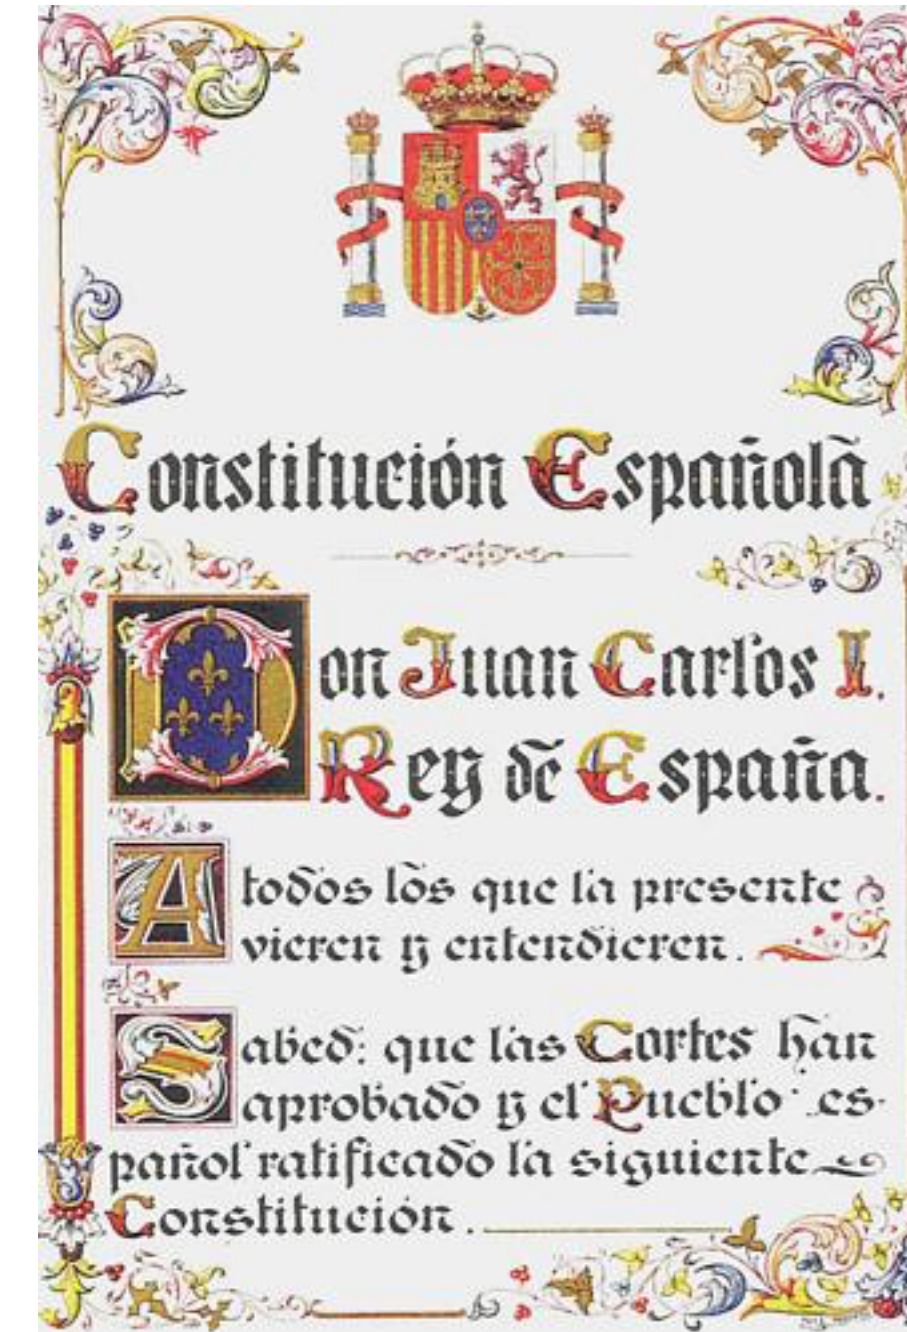 Constitución Española
Don Juan Carlos I.
Rey de España.
A todos los que la presente
vieren y entendieren.
Sabed: que las Cortes han
aprobado y el Pueblo es-
pañol ratificado la siguiente
Constitución.